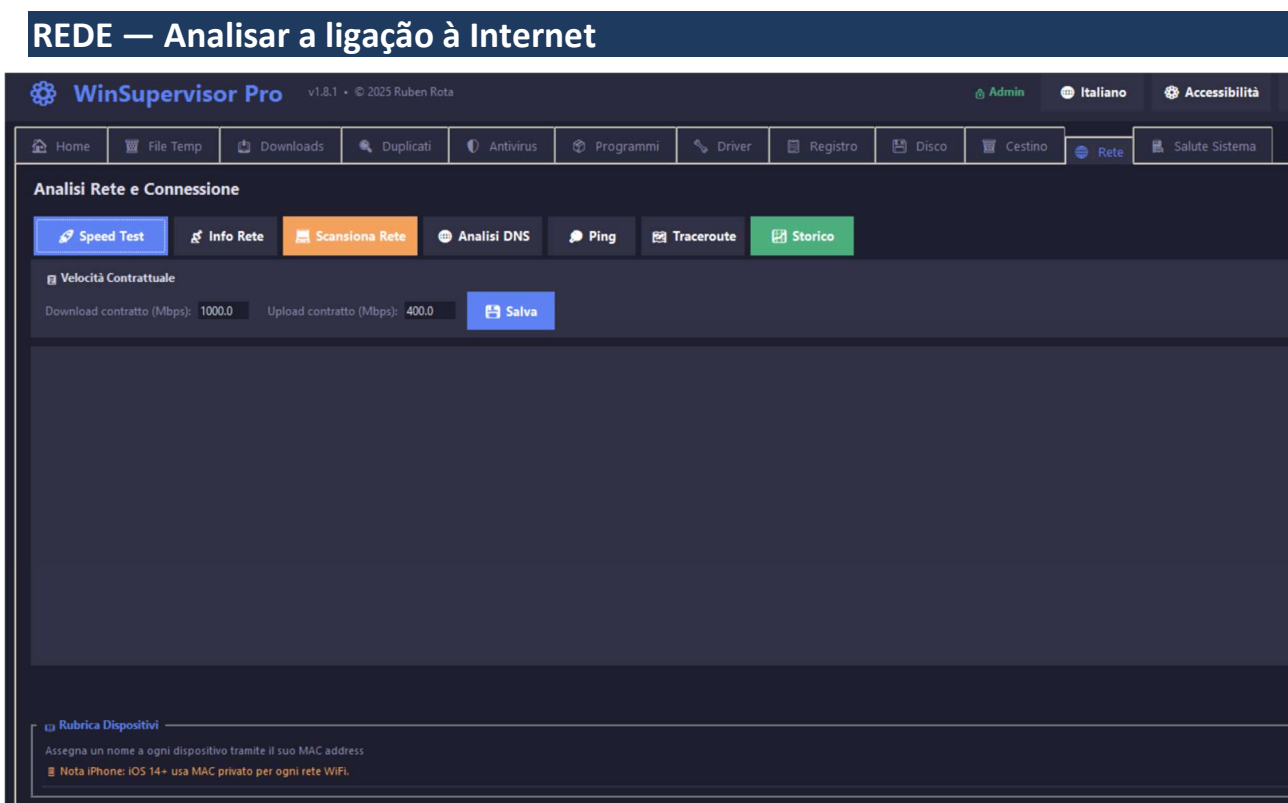 REDE — Analisar a ligação à Internet
WinSupervisor Pro v1.8.1 • © 2025 Ruben Rota Admin Italiano Accessibilità
Home File Temp Downloads Duplicati Antivirus Programmi Driver Registro Disco Cestino Rete Salute Sistema
Analisi Rete e Connessione
Speed Test Info Rete Scansiona Rete Analisi DNS Ping Traceroute Storico
Velocità Contrattuale
Download contratto (Mbps): 1000.0 Upload contratto (Mbps): 400.0 Salva
Rubrica Dispositivi
Assegna un nome a ogni dispositivo tramite il suo MAC address
Nota iPhone: iOS 14+ usa MAC privato per ogni rete WiFi.